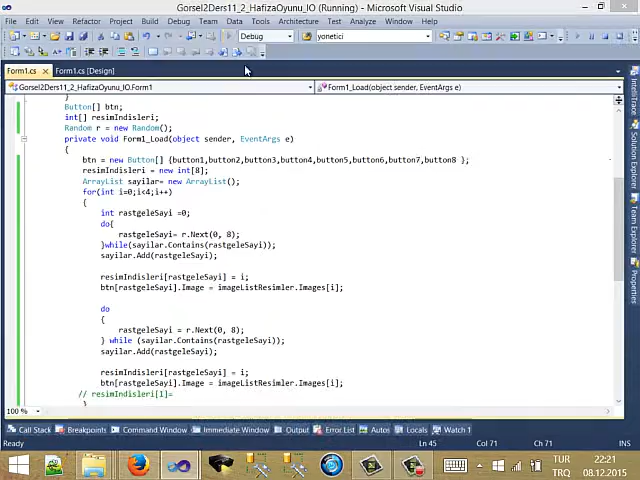 Gorsel2Ders11_2_HafizaOyunu_IO (Running) - Microsoft Visual Studio
File Edit View Refactor Project Build Debug Team Data Tools Architecture Test Analyze Window Help
Debug yonetici
Form1.cs Form1.cs [Design]
Gorsel2Ders11_2_HafizaOyunu_IO.Form1 Form1_Load(object sender, EventArgs e)
}
Button[] btn;
int[] resimIndisleri;
Random r = new Random();
private void Form1_Load(object sender, EventArgs e)
{
btn = new Button[] {button1,button2,button3,button4,button5,button6,button7,button8 };
resimIndisleri = new int[8];
ArrayList sayilar= new ArrayList();
for(int i=0;i<4;i++)
{
int rastgeleSayi =0;
do{
rastgeleSayi= r.Next(0, 8);
}while(sayilar.Contains(rastgeleSayi));
sayilar.Add(rastgeleSayi);
resimIndisleri[rastgeleSayi] = i;
btn[rastgeleSayi].Image = imageListResimler.Images[i];
do
{
rastgeleSayi = r.Next(0, 8);
} while (sayilar.Contains(rastgeleSayi));
sayilar.Add(rastgeleSayi);
resimIndisleri[rastgeleSayi] = i;
btn[rastgeleSayi].Image = imageListResimler.Images[i];
// resimIndisleri[1]=
}
100 %
IntelliTrace
Solution Explorer
Team Explorer
Properties
Call Stack Breakpoints Command Window Immediate Window Output Error List Autos Locals Watch 1
Ready Ln 45 Col 71 Ch 71 INS
TUR 22:21
TRQ 08.12.2015